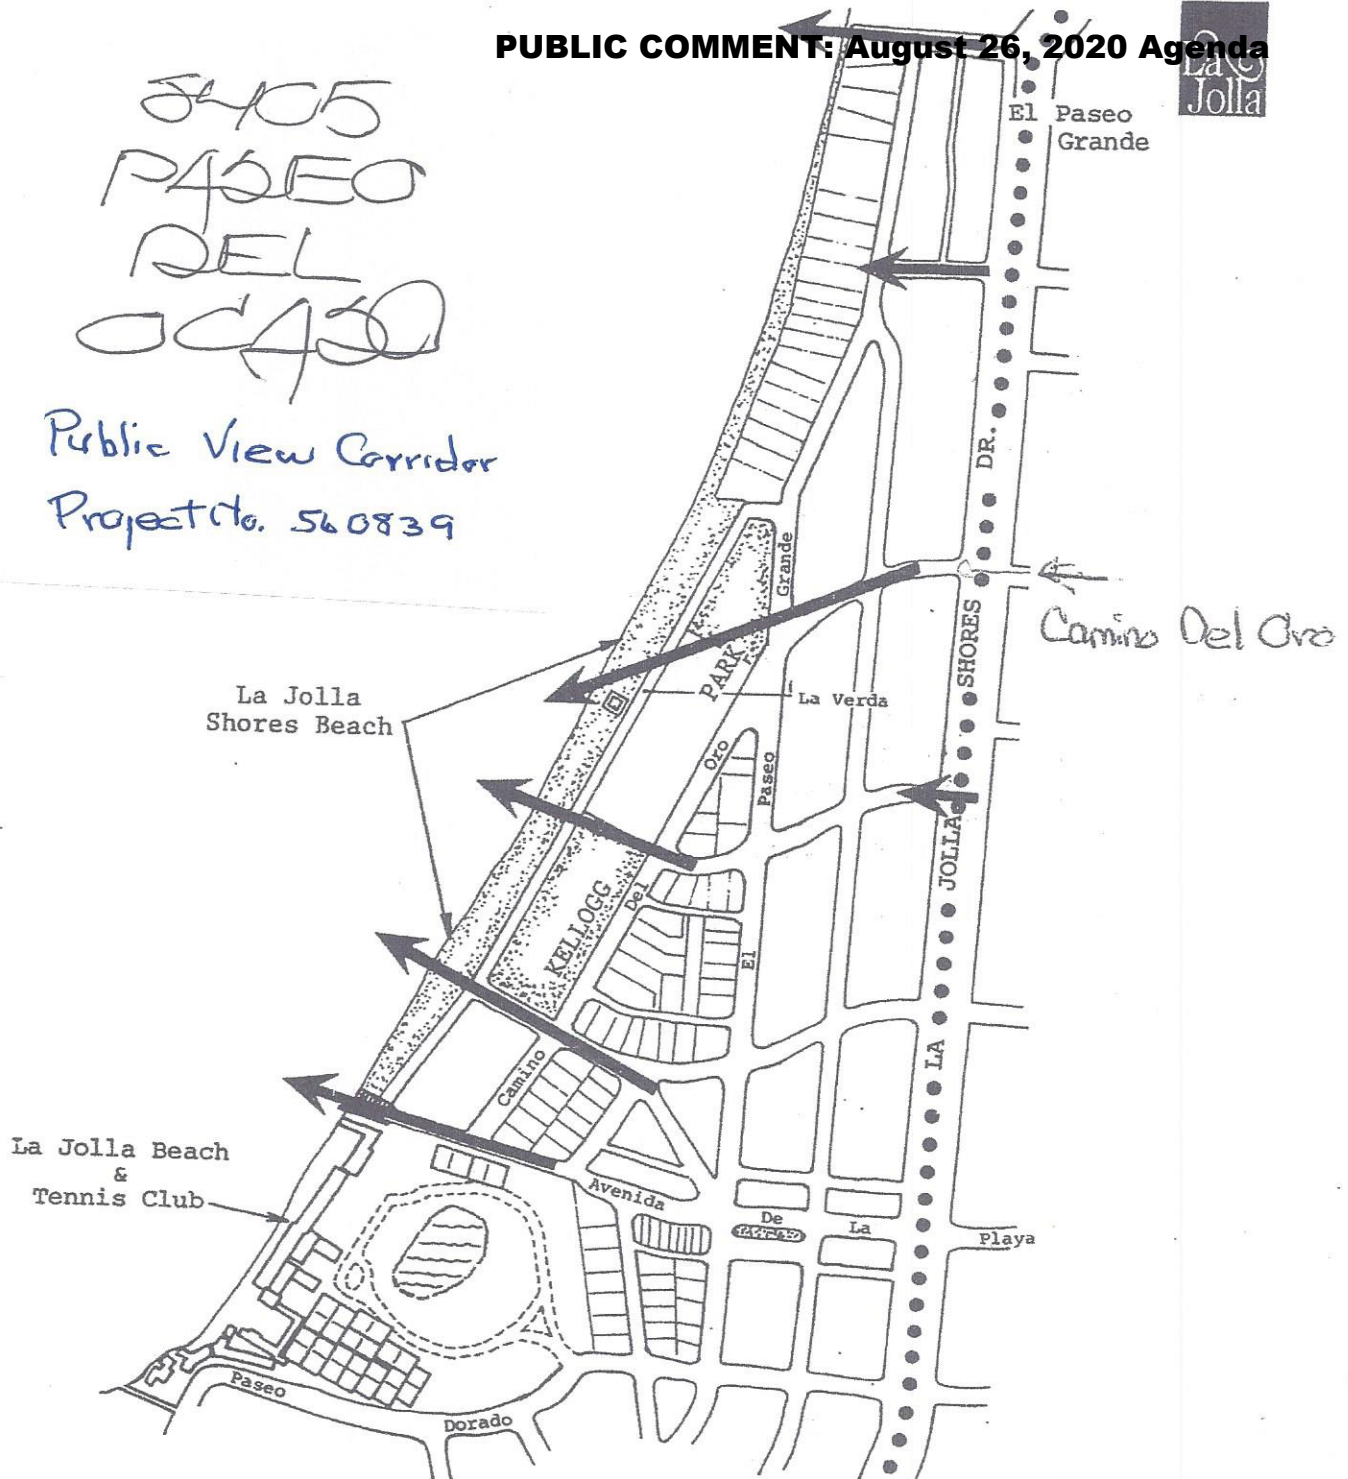 PUBLIC COMMENT: August 26, 2020 Agenda
La
Jolla
8405
PASEO
DEL
OCASO
Public View Corridor
Project No. 560839
El Paseo
Grande
DR.
SHORES
JOLLA
LA
Camino Del Oro
Grande
PARK
La Verda
La Jolla
Shores Beach
Oro
Paseo
Del
KELLOGG
El
Camino
La Jolla Beach
&
Tennis Club
Avenida
De
La
Playa
Paseo
Dorado